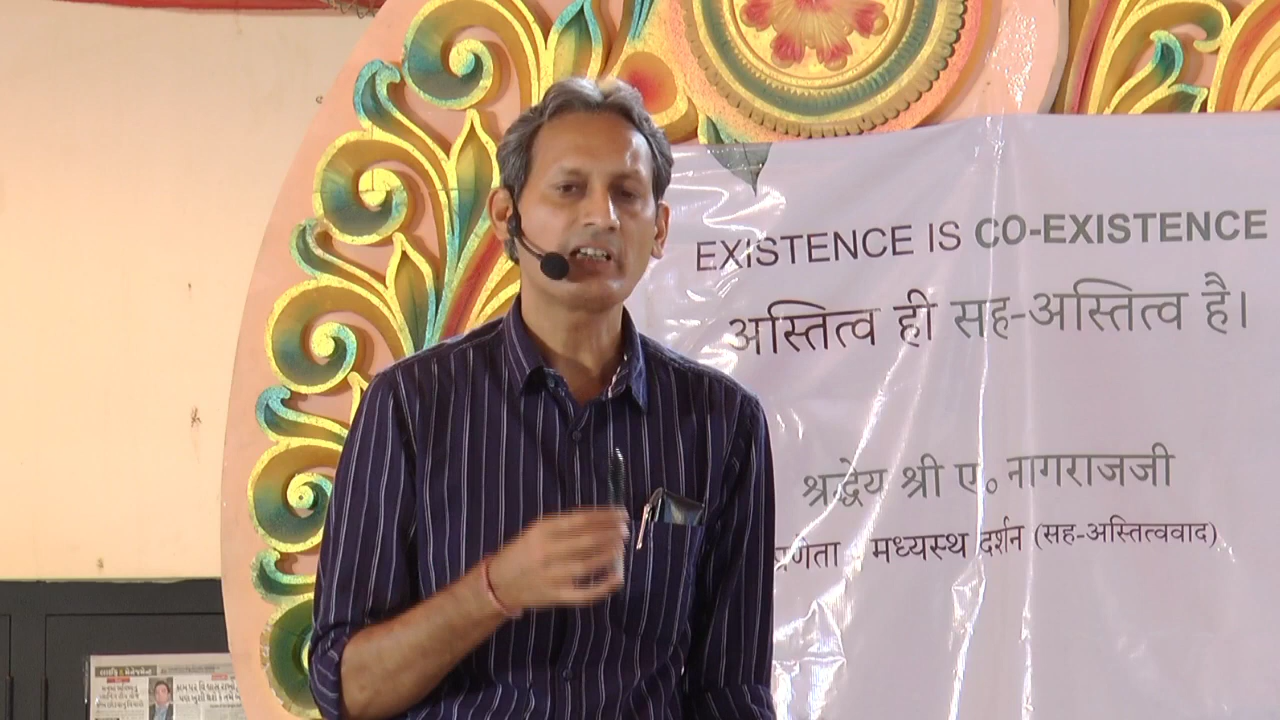 EXISTENCE IS CO-EXISTENCE
अस्तित्व ही सह-अस्तित्व है।
श्रद्धेय श्री ए॰ नागराजजी
मध्यस्थ दर्शन (सह-अस्तित्ववाद)